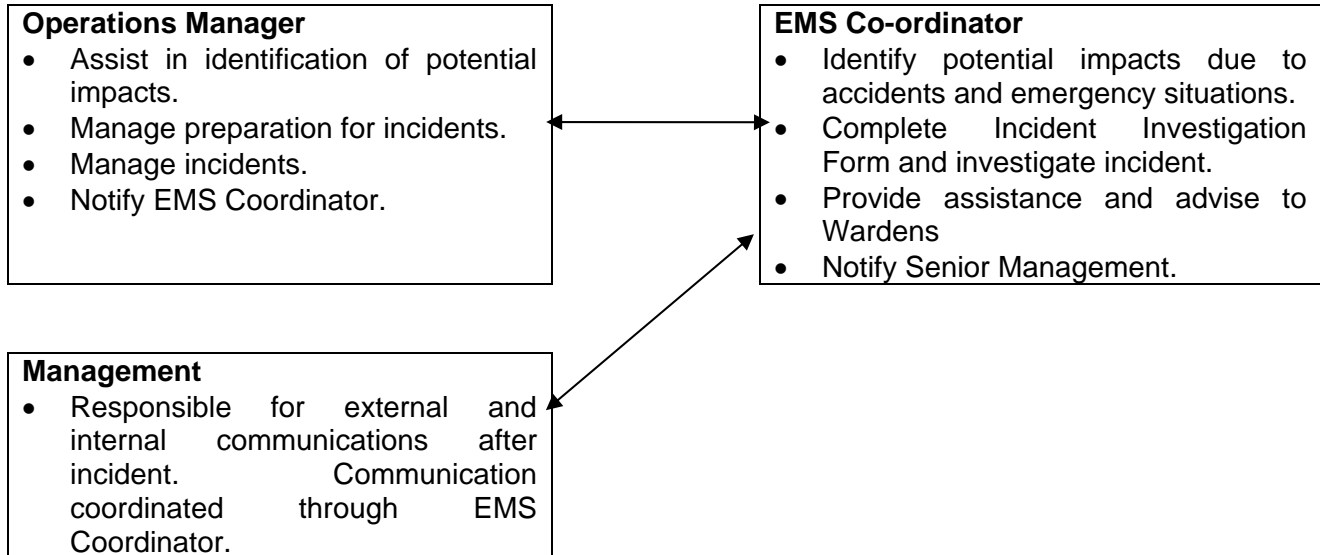 Operations Manager
• Assist in identification of potential
impacts.
• Manage preparation for incidents.
• Manage incidents.
• Notify EMS Coordinator.
EMS Co-ordinator
• Identify potential impacts due to
accidents and emergency situations.
• Complete Incident Investigation
Form and investigate incident.
• Provide assistance and advise to
Wardens
• Notify Senior Management.
Management
• Responsible for external and
internal communications after
incident. Communication
coordinated through EMS
Coordinator.